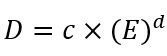 D = c × (E)^d